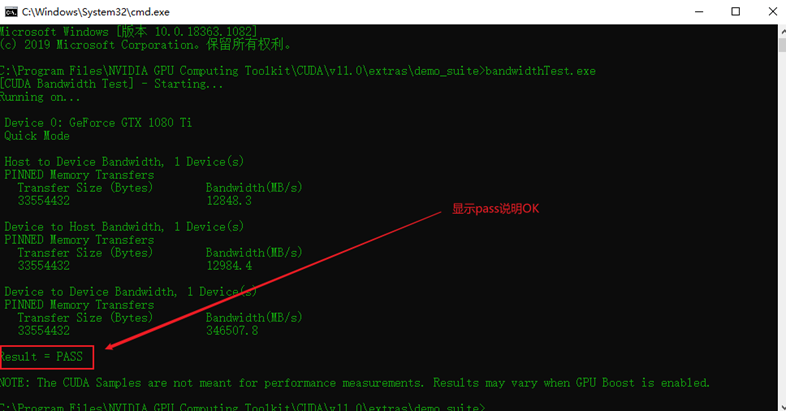 C:\Windows\System32\cmd.exe
Microsoft Windows [版本 10.0.18363.1082]
(c) 2019 Microsoft Corporation。保留所有权利。
C:\Program Files\NVIDIA GPU Computing Toolkit\CUDA\v11.0\extras\demo_suite>bandwidthTest.exe
[CUDA Bandwidth Test] - Starting...
Running on...
Device 0: GeForce GTX 1080 Ti
Quick Mode
Host to Device Bandwidth, 1 Device(s)
PINNED Memory Transfers
Transfer Size (Bytes) Bandwidth(MB/s)
33554432 12848.3
显示pass说明OK
Device to Host Bandwidth, 1 Device(s)
PINNED Memory Transfers
Transfer Size (Bytes) Bandwidth(MB/s)
33554432 12984.4
Device to Device Bandwidth, 1 Device(s)
PINNED Memory Transfers
Transfer Size (Bytes) Bandwidth(MB/s)
33554432 346507.8
Result = PASS
NOTE: The CUDA Samples are not meant for performance measurements. Results may vary when GPU Boost is enabled.
C:\Program Files\NVIDIA GPU Computing Toolkit\CUDA\v11.0\extras\demo_suite>